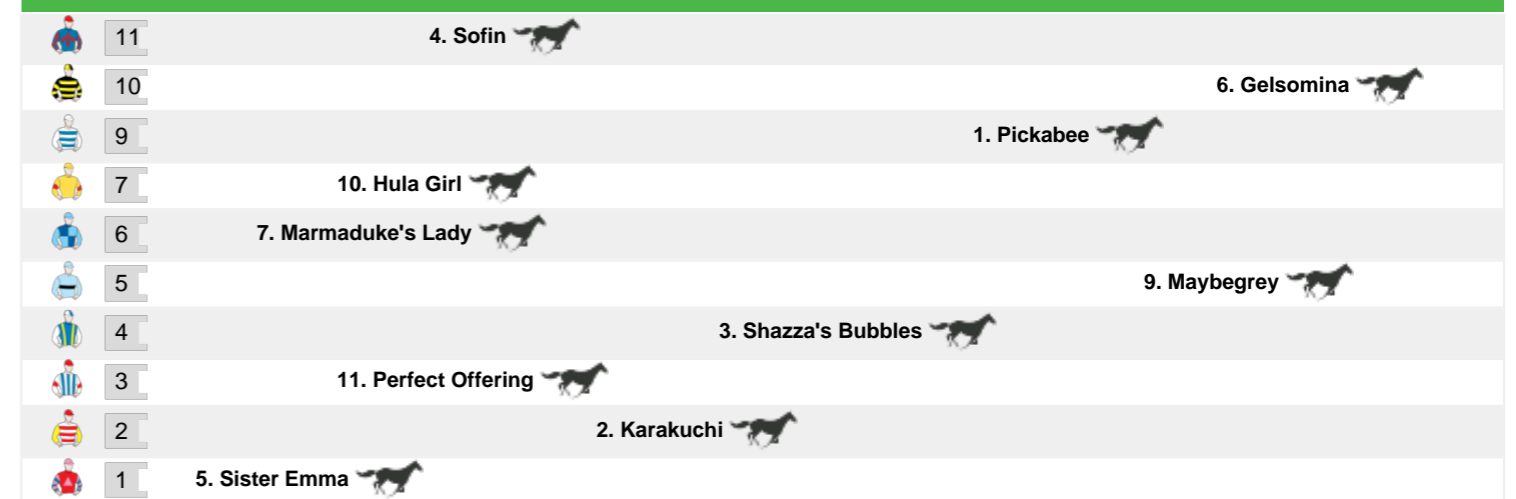 11 4. Sofin
10 6. Gelsomina
9 1. Pickabee
7 10. Hula Girl
6 7. Marmaduke's Lady
5 9. Maybegrey
4 3. Shazza's Bubbles
3 11. Perfect Offering
2 2. Karakuchi
1 5. Sister Emma